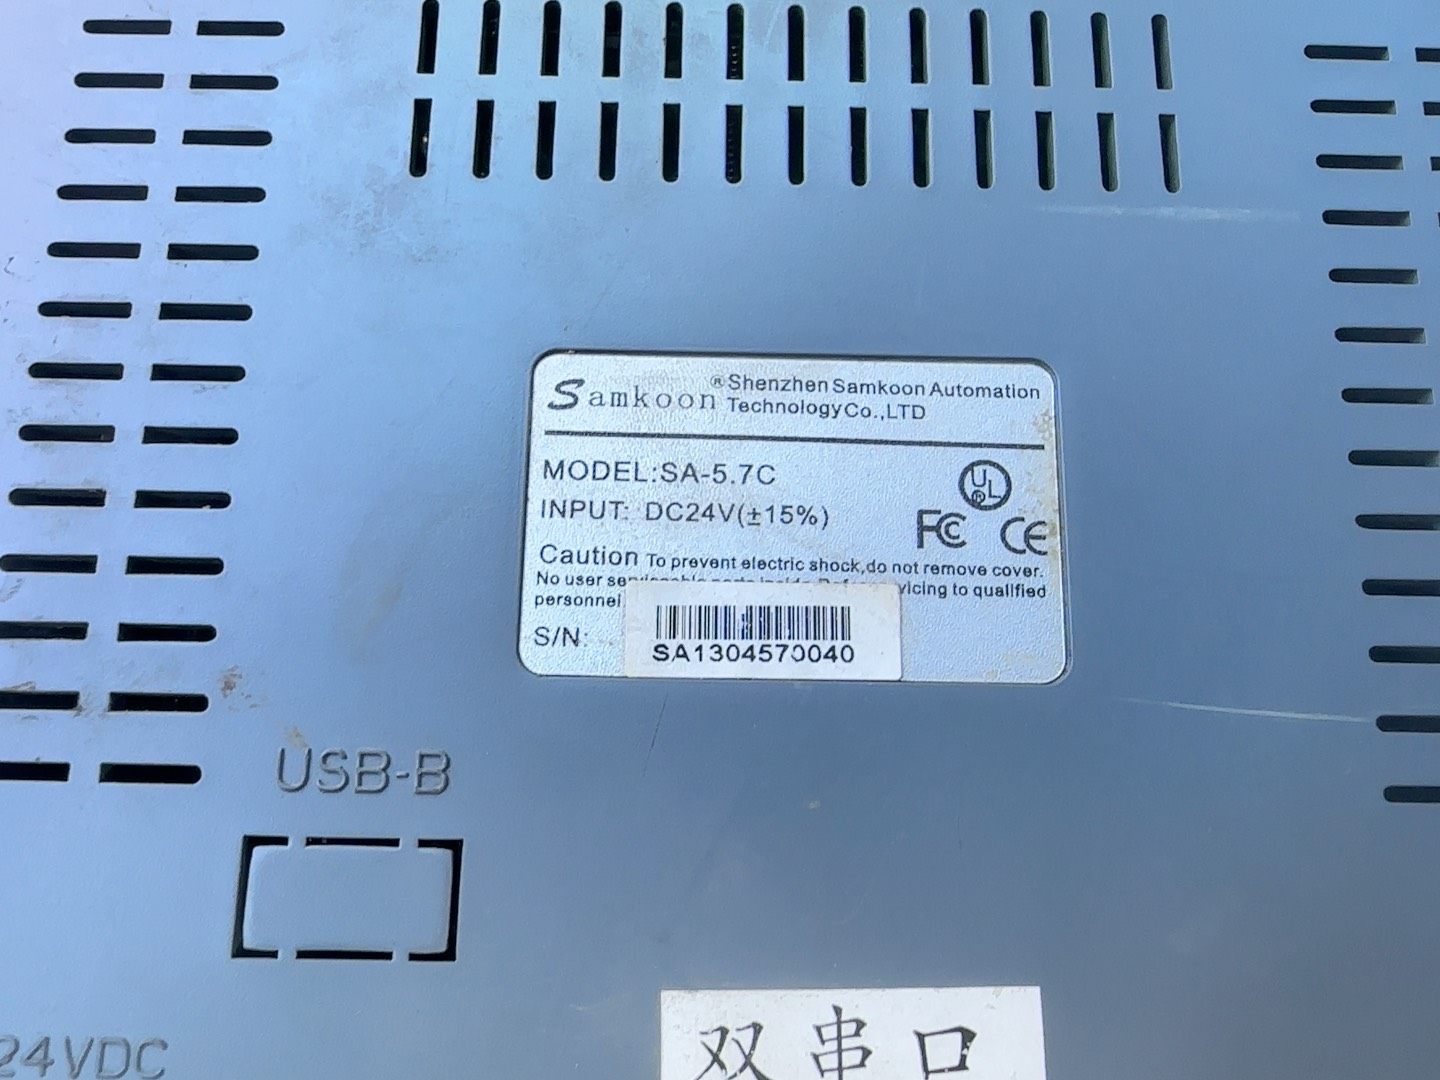 Samkoon ®Shenzhen Samkoon Automation
Technology Co.,LTD
MODEL:SA-5.7C
INPUT: DC24V(±15%)
UL
FC CE
Caution To prevent electric shock,do not remove cover.
No user vicing to qualified
personnel
S/N:
SA1304570040
USB-B
24VDC
双串口